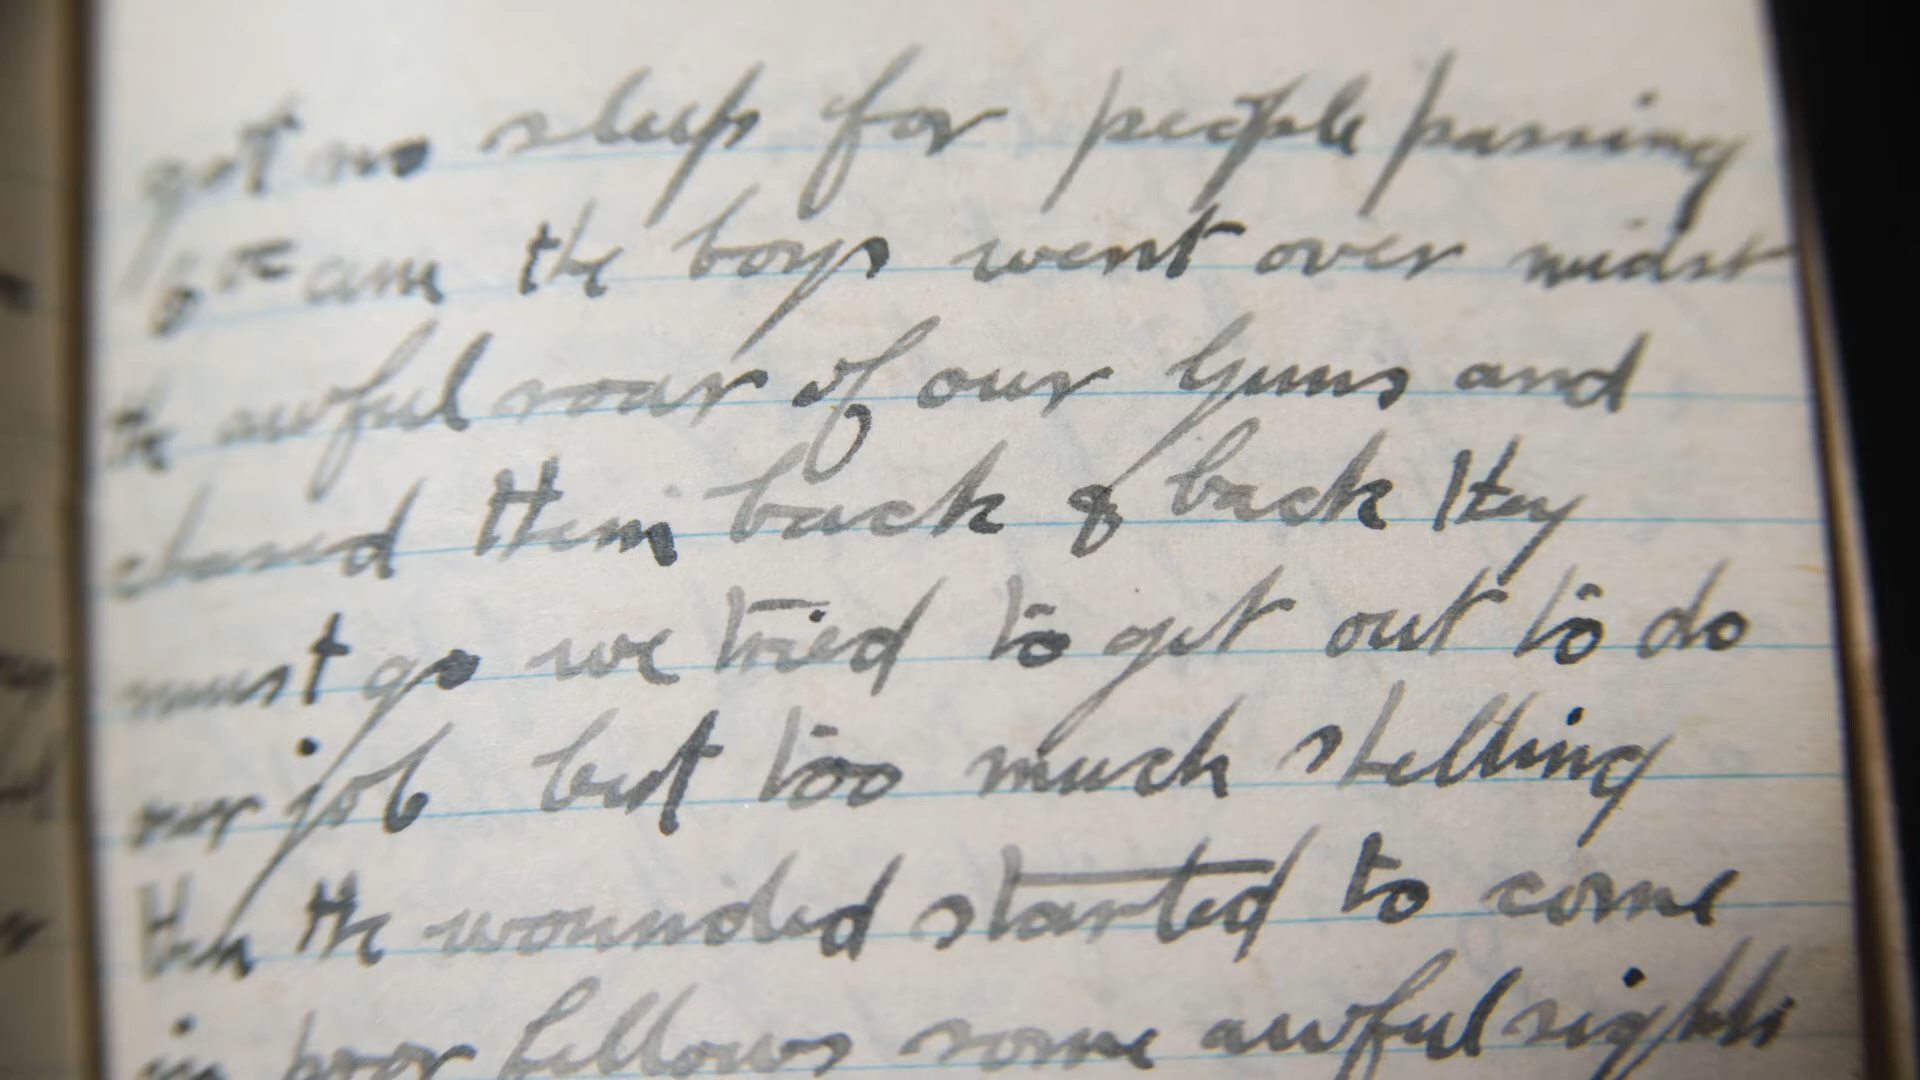 got no sleep for people passing
6 00 am the boys went over midst
the awful roar of our Guns and
chased them back & back they
must go we tried to get out to do
our job but too much shelling
then the wounded started to come
in poor fellows some awful sights